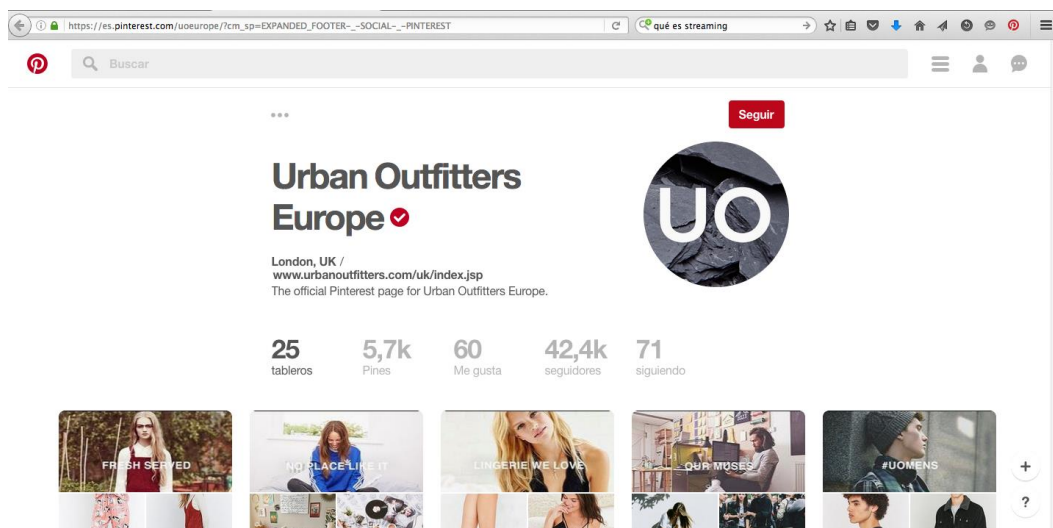 https://es.pinterest.com/uoeurope/?cm_sp=EXPANDED_FOOTER-_-SOCIAL-_-PINTEREST
qué es streaming
Buscar
Seguir
Urban Outfitters
Europe
UO
London, UK /
www.urbanoutfitters.com/uk/index.jsp
The official Pinterest page for Urban Outfitters Europe.
25 5,7k 60 42,4k 71
tableros Pines Me gusta seguidores siguiendo
FRESH SERVED NO PLACE LIKE IT LINGERIE WE LOVE OUR MUSES #UOMENS
+
?